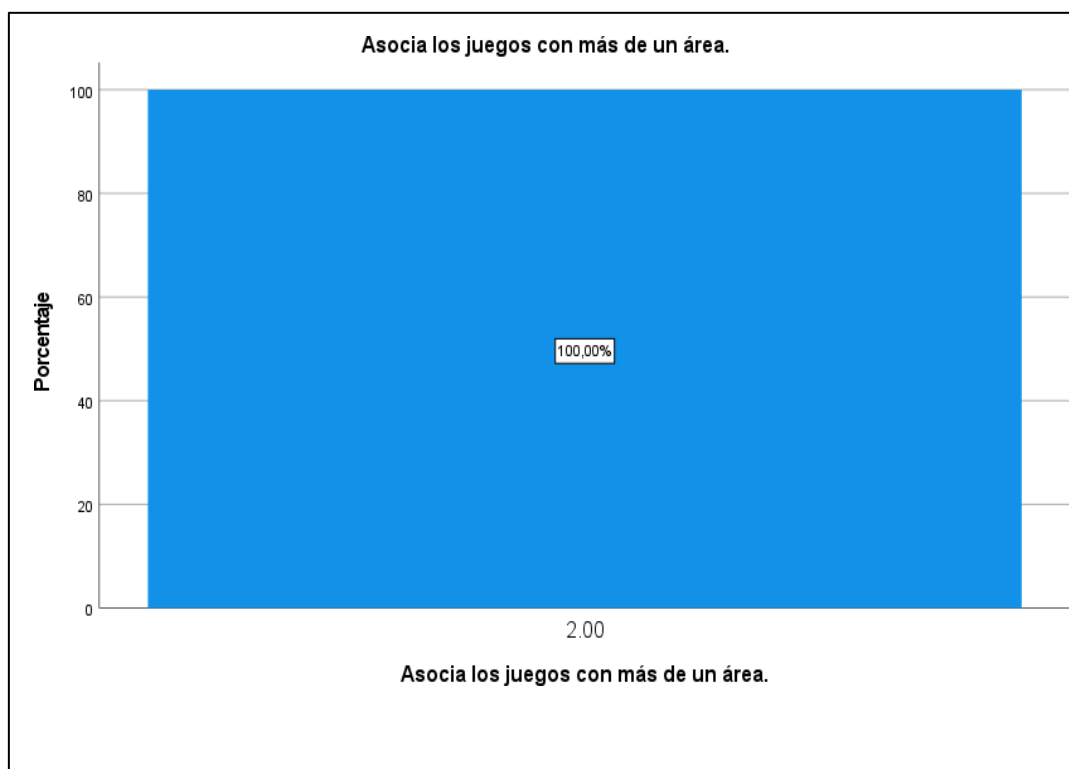 Asocia los juegos con más de un área.
100
80
60
40
20
0
Porcentaje
100,00%
2.00
Asocia los juegos con más de un área.